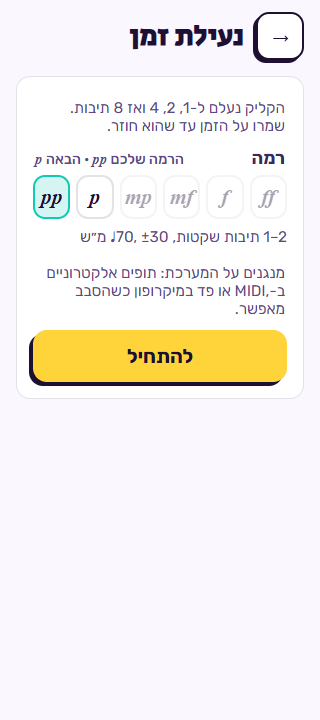 → נעילת זמן
הקליק נעלם ל-1, 2, 4 ואז 8 תיבות.
שמרו על הזמן עד שהוא חוזר.
רמה הרמה שלכם pp • הבאה p
pp p mp mf f ff
1–2 תיבות שקטות, ♩70, ±30 מ״ש
מנגנים על המערכת: תופים אלקטרוניים
ב-MIDI, או פד במיקרופון כשהסבב
מאפשר.
להתחיל